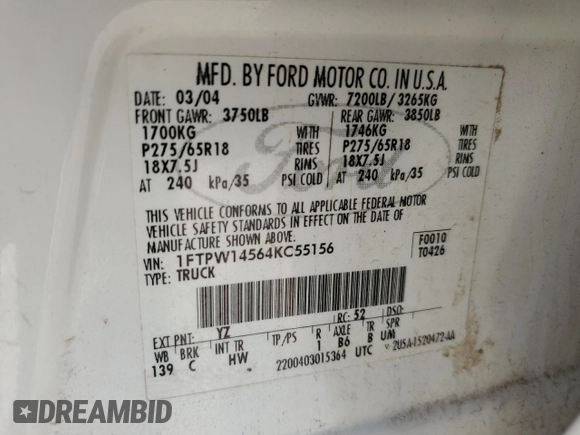 MFD. BY FORD MOTOR CO. IN U.S.A.
DATE: 03/04 GVWR: 7200LB/ 3265KG
FRONT GAWR: 3750LB REAR GAWR: 3850LB
1700KG WITH 1746KG WITH
P275/65R18 TIRES P275/65R18 TIRES
18X7.5J RIMS 18X7.5J RIMS
AT 240 kPa/35 PSI COLD AT 240 kPa/35 PSI COLD
Ford
THIS VEHICLE CONFORMS TO ALL APPLICABLE FEDERAL MOTOR
VEHICLE SAFETY STANDARDS IN EFFECT ON THE DATE OF
MANUFACTURE SHOWN ABOVE.
VIN: 1FTPW14564KC55156 F0010
TYPE: TRUCK T0426
RC: 52 DSO:
EXT PNT: YZ
WB BRK INT TR TP/PS R AXLE TR SPR
139 C HW 1 B6 B UM
2200403015364 UTC 2U5A-1520472-AA
DREAMBID